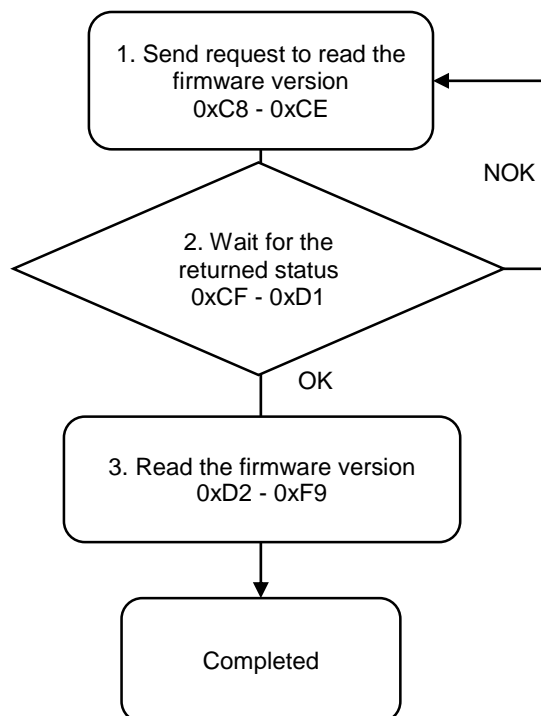 1. Send request to read the
firmware version
0xC8 - 0xCE
NOK
2. Wait for the
returned status
0xCF - 0xD1
OK
3. Read the firmware version
0xD2 - 0xF9
Completed